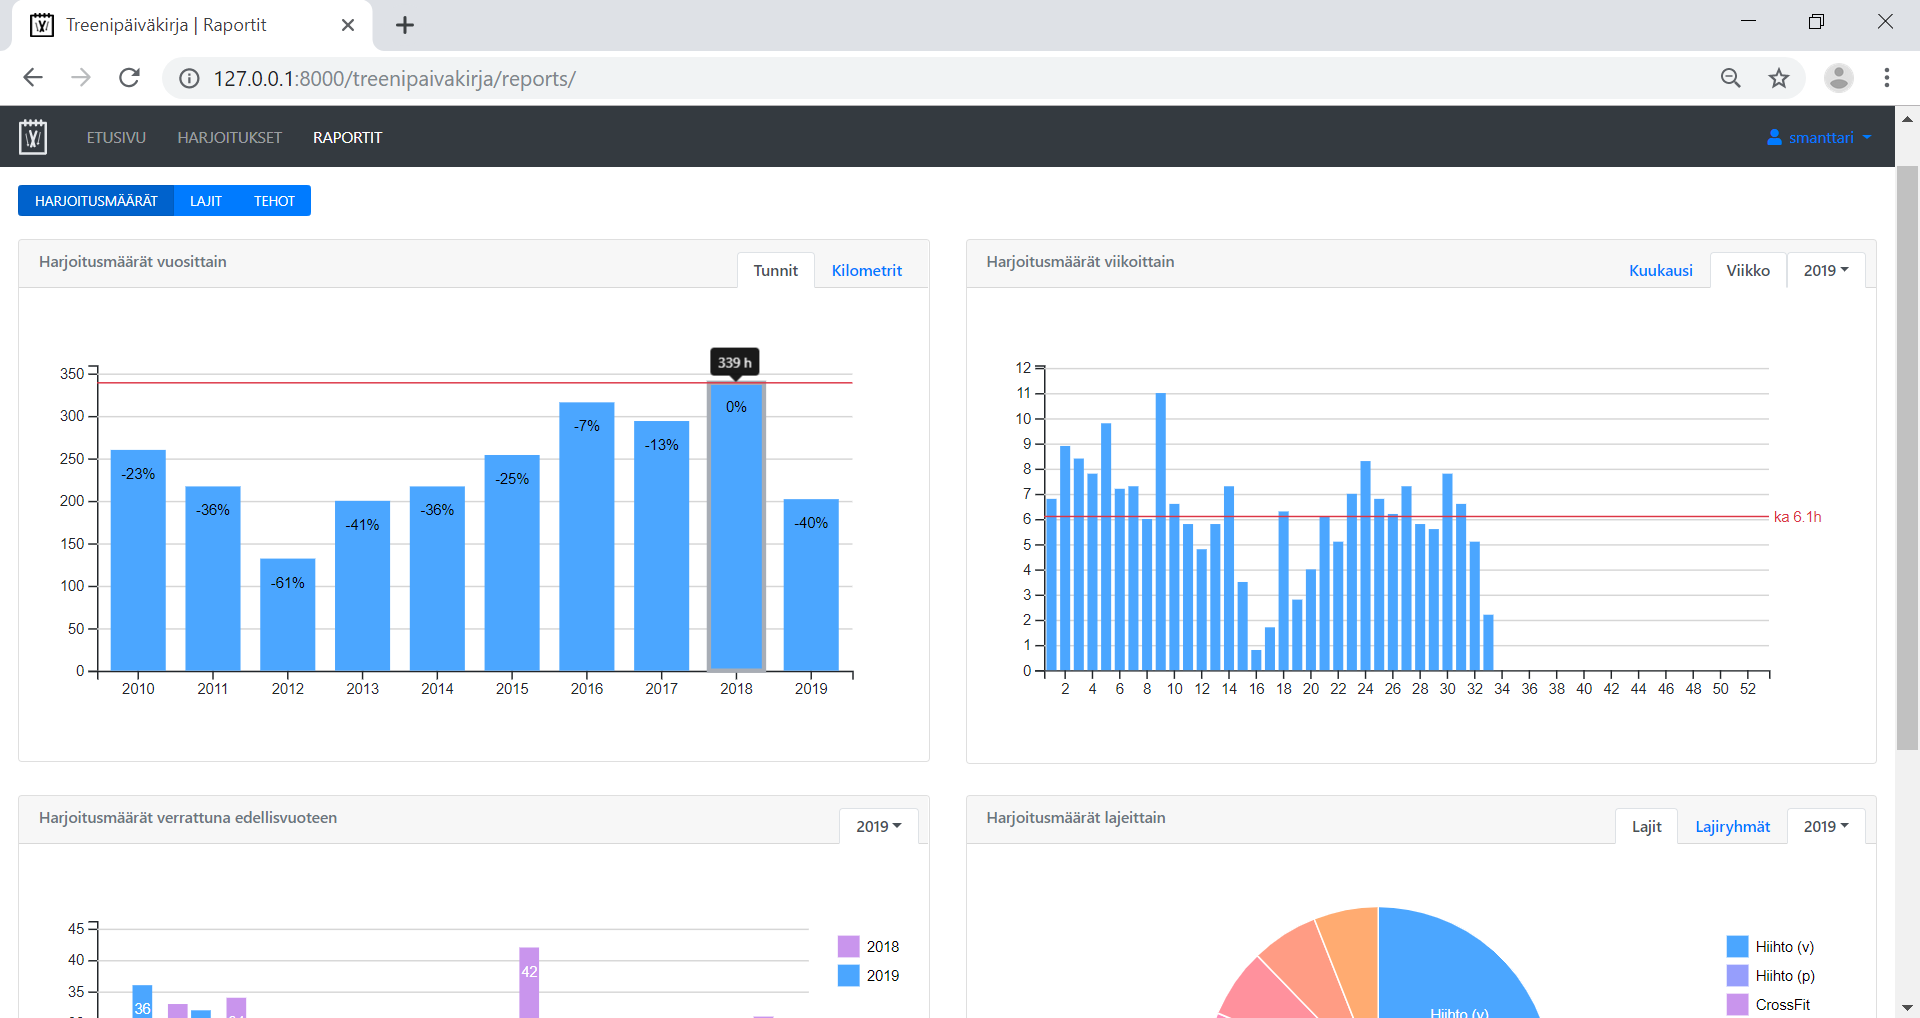 Treenipäiväkirja | Raportit
127.0.0.1:8000/treenipaivakirja/reports/
ETUSIVU HARJOITUKSET RAPORTIT smanttari
HARJOITUSMÄÄRÄT LAJIT TEHOT
Harjoitusmäärät vuosittain
Tunnit Kilometrit
339 h
350
300
250
200
150
100
50
0
-23%
-36%
-61%
-41%
-36%
-25%
-7%
-13%
0%
-40%
2010 2011 2012 2013 2014 2015 2016 2017 2018 2019
Harjoitusmäärät viikoittain
Kuukausi Viikko 2019
12
11
10
9
8
7
6
5
4
3
2
1
0
ka 6.1h
2 4 6 8 10 12 14 16 18 20 22 24 26 28 30 32 34 36 38 40 42 44 46 48 50 52
Harjoitusmäärät verrattuna edellisvuoteen
2019
45
40
35
36
42
2018
2019
Harjoitusmäärät lajeittain
Lajit Lajiryhmät 2019
Hiihto (v)
Hiihto (v)
Hiihto (p)
CrossFit